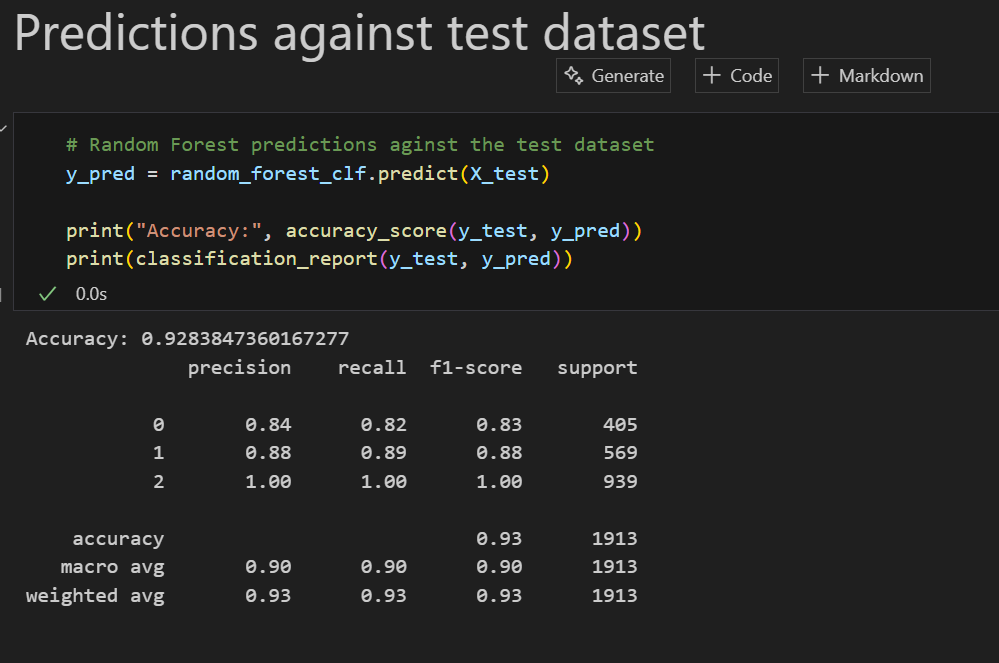 Predictions against test dataset
Generate
Code
Markdown
# Random Forest predictions aginst the test dataset
y_pred = random_forest_clf.predict(X_test)
print("Accuracy:", accuracy_score(y_test, y_pred))
print(classification_report(y_test, y_pred))
0.0s
Accuracy: 0.9283847360167277
precision recall f1-score support
0 0.84 0.82 0.83 405
1 0.88 0.89 0.88 569
2 1.00 1.00 1.00 939
accuracy 0.93 1913
macro avg 0.90 0.90 0.90 1913
weighted avg 0.93 0.93 0.93 1913